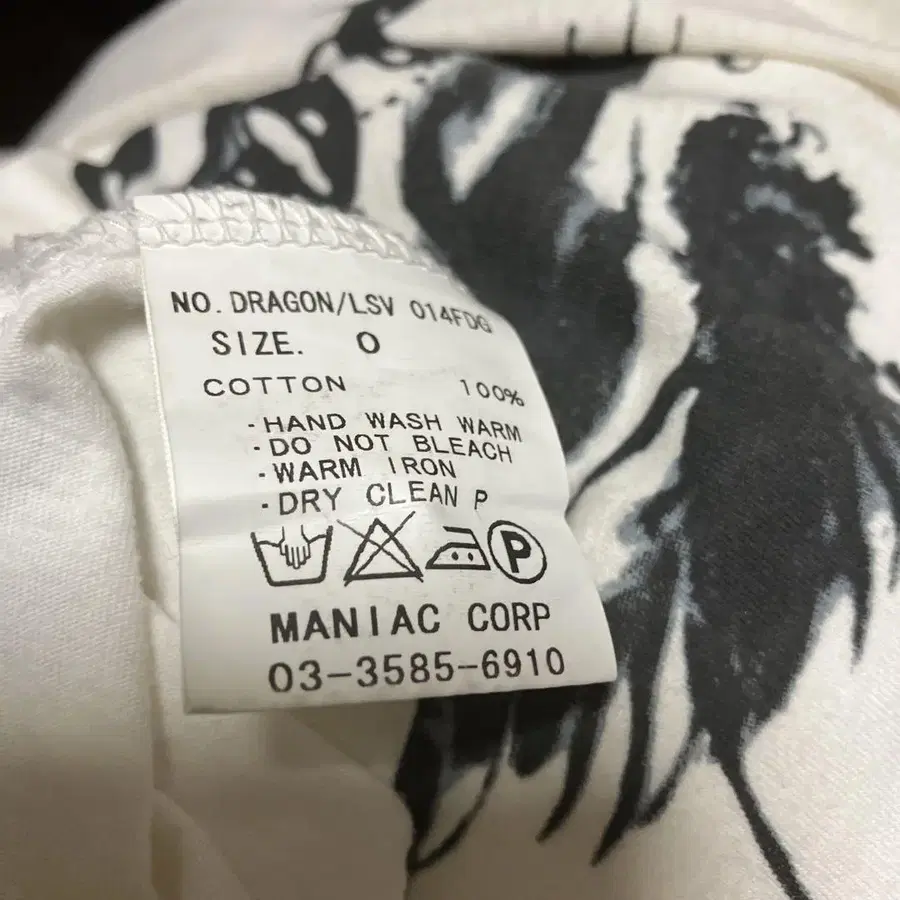 NO. DRAGON/LSV 014FDG
SIZE. O
COTTON 100%
·HAND WASH WARM
·DO NOT BLEACH
·WARM IRON
·DRY CLEAN P
P
MANIAC CORP
03-3585-6910